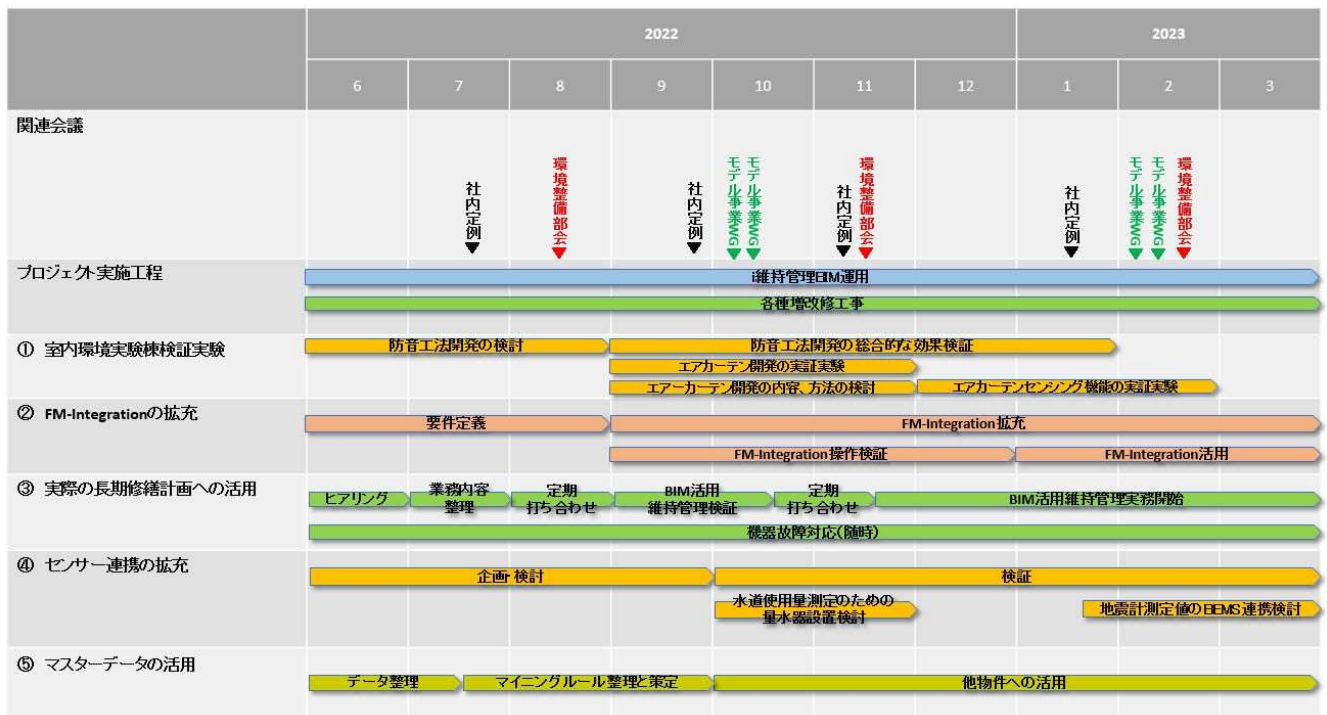 2022
2023
6
7
8
9
10
11
12
1
2
3
関連会議
社内定例
環境整備部会
社内定例
モデル事業WG
モデル事業WG
社内定例
環境整備部会
社内定例
モデル事業WG
モデル事業WG
環境整備部会
プロジェクト実施工程
i維持管理BIM運用
各種増改修工事
① 室内環境実験棟検証実験
防音工法開発の検討
防音工法開発の総合的な効果検証
エアカーテン開発の実証実験
エアーカーテン開発の内容、方法の検討
エアカーテンセンシング機能の実証実験
② FM-Integrationの拡充
要件定義
FM-Integration拡充
FM-Integration操作検証
FM-Integration活用
③ 実際の長期修繕計画への活用
ヒアリング
業務内容
整理
定期
打ち合わせ
BIM活用
維持管理検証
定期
打ち合わせ
BIM活用維持管理実務開始
機器故障対応(随時)
④ センサー連携の拡充
企画・検討
検証
水道使用量測定のための
量水器設置検討
地震計測定値のBEMS連携検討
⑤ マスターデータの活用
データ整理
マイニングルール整理と策定
他物件への活用